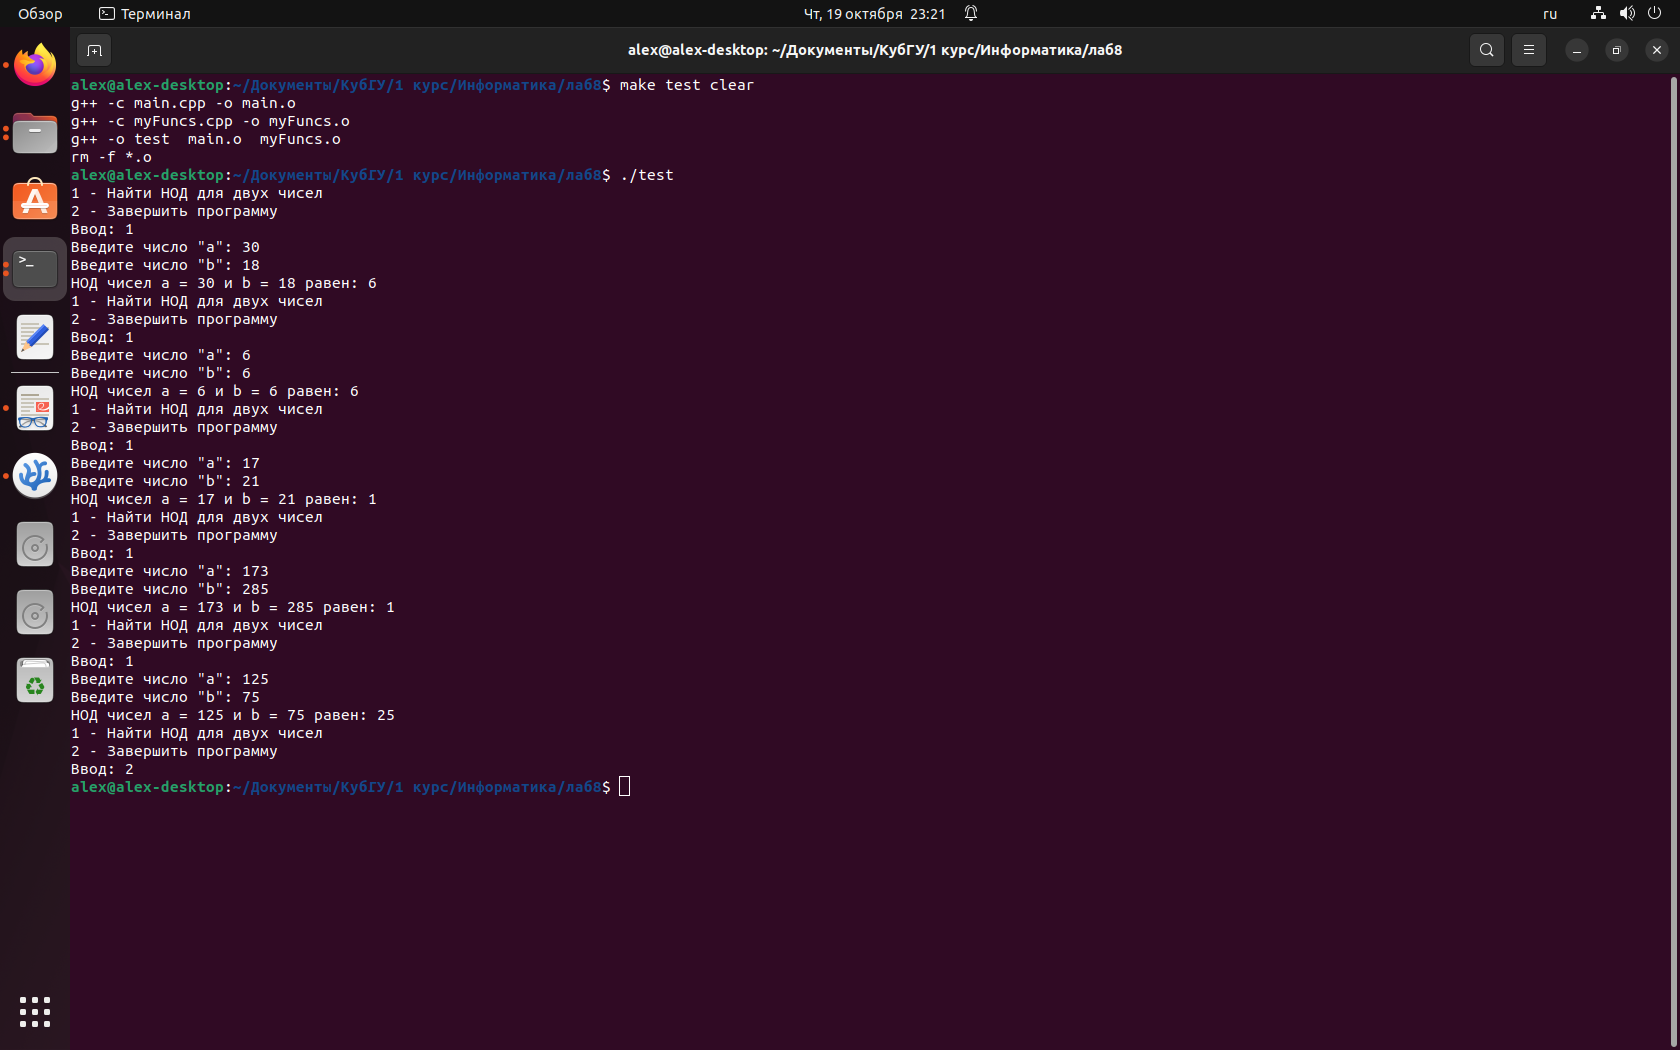 Обзор
Терминал
Чт, 19 октября 23:21
ru
alex@alex-desktop: ~/Документы/КубГУ/1 курс/Информатика/лаб8
alex@alex-desktop:~/Документы/КубГУ/1 курс/Информатика/лаб8$ make test clear
g++ -c main.cpp -o main.o
g++ -c myFuncs.cpp -o myFuncs.o
g++ -o test  main.o  myFuncs.o
rm -f *.o
alex@alex-desktop:~/Документы/КубГУ/1 курс/Информатика/лаб8$ ./test
1 - Найти НОД для двух чисел
2 - Завершить программу
Ввод: 1
Введите число "a": 30
Введите число "b": 18
НОД чисел a = 30 и b = 18 равен: 6
1 - Найти НОД для двух чисел
2 - Завершить программу
Ввод: 1
Введите число "a": 6
Введите число "b": 6
НОД чисел a = 6 и b = 6 равен: 6
1 - Найти НОД для двух чисел
2 - Завершить программу
Ввод: 1
Введите число "a": 17
Введите число "b": 21
НОД чисел a = 17 и b = 21 равен: 1
1 - Найти НОД для двух чисел
2 - Завершить программу
Ввод: 1
Введите число "a": 173
Введите число "b": 285
НОД чисел a = 173 и b = 285 равен: 1
1 - Найти НОД для двух чисел
2 - Завершить программу
Ввод: 1
Введите число "a": 125
Введите число "b": 75
НОД чисел a = 125 и b = 75 равен: 25
1 - Найти НОД для двух чисел
2 - Завершить программу
Ввод: 2
alex@alex-desktop:~/Документы/КубГУ/1 курс/Информатика/лаб8$